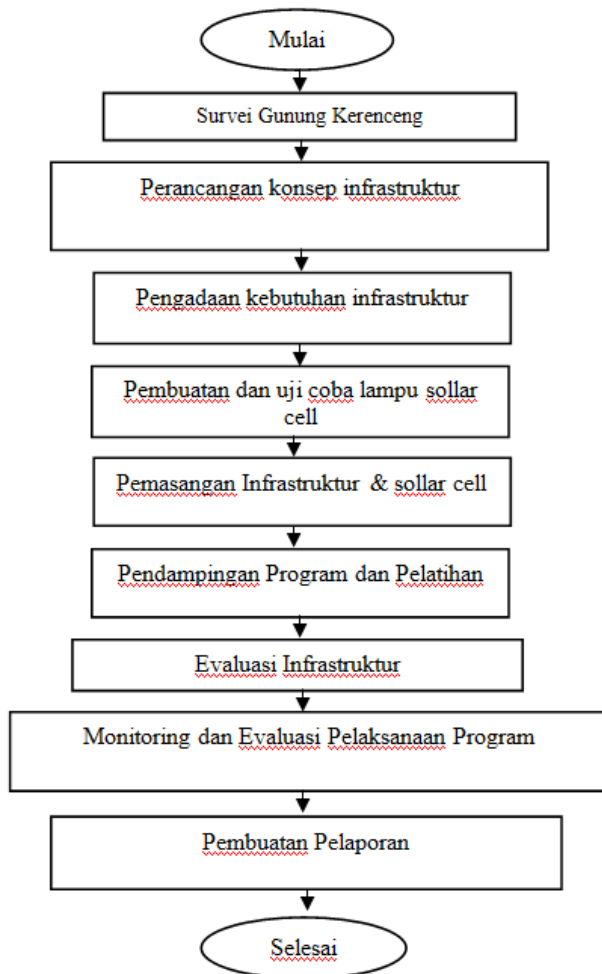 Mulai
Survei Gunung Kerenceng
Perancangan konsep infrastruktur
Pengadaan kebutuhan infrastruktur
Pembuatan dan uji coba lampu sollar
cell
Pemasangan Infrastruktur & sollar cell
Pendampingan Program dan Pelatihan
Evaluasi Infrastruktur
Monitoring dan Evaluasi Pelaksanaan Program
Pembuatan Pelaporan
Selesai